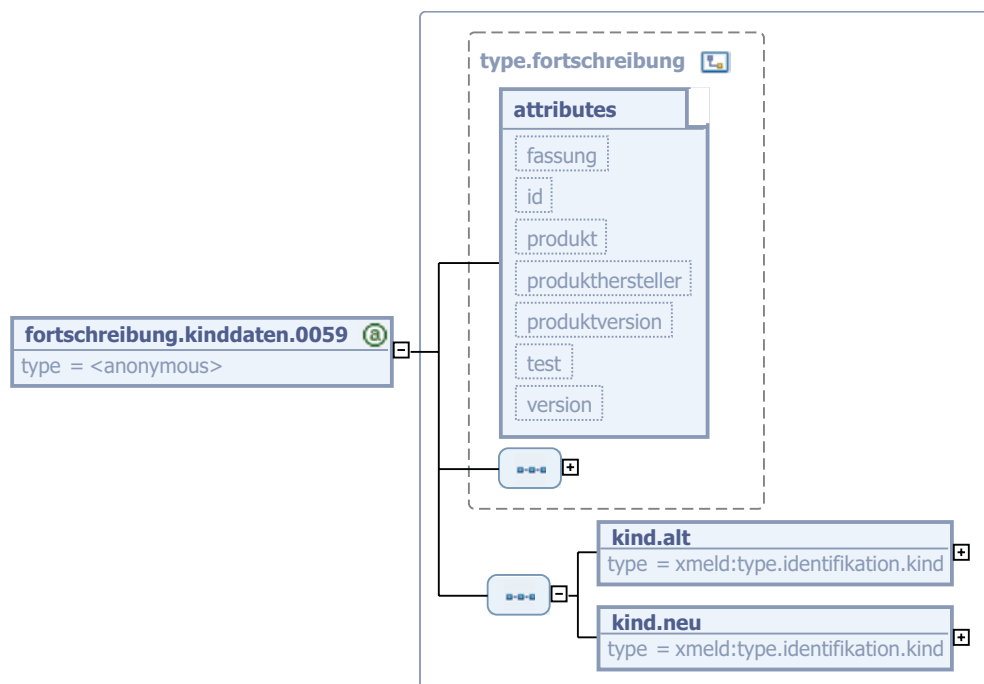 type.fortschreibung
attributes
fassung
id
produkt
produkthersteller
produktversion
test
version
fortschreibung.kinddaten.0059 a
type = <anonymous>
kind.alt
type = xmeld:type.identifikation.kind
kind.neu
type = xmeld:type.identifikation.kind